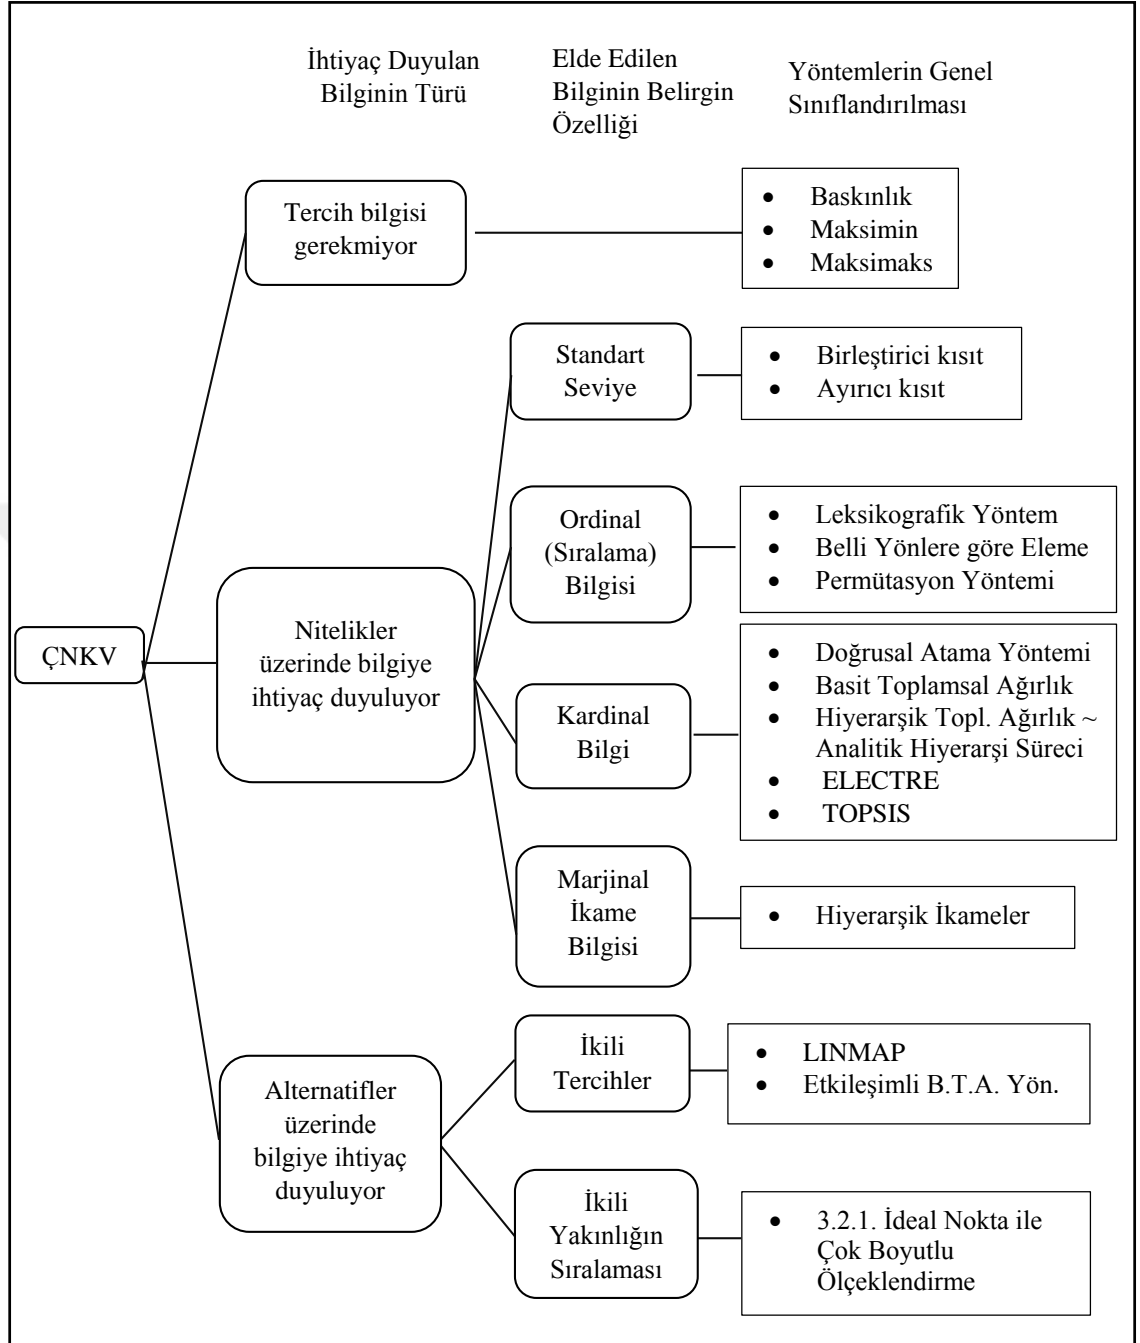 İhtiyaç Duyulan
Bilginin Türü
Elde Edilen
Bilginin Belirgin
Özelliği
Yöntemlerin Genel
Sınıflandırılması
Tercih bilgisi
gerekmiyor
• Baskınlık
• Maksimin
• Maksimaks
Standart
Seviye
• Birleştirici kısıt
• Ayırıcı kısıt
Ordinal
(Sıralama)
Bilgisi
• Leksikografik Yöntem
• Belli Yönlere göre Eleme
• Permütasyon Yöntemi
ÇNKV
Nitelikler
üzerinde bilgiye
ihtiyaç duyuluyor
Kardinal
Bilgi
• Doğrusal Atama Yöntemi
• Basit Toplamsal Ağırlık
• Hiyerarşik Topl. Ağırlık ~
Analitik Hiyerarşi Süreci
• ELECTRE
• TOPSIS
Marjinal
İkame
Bilgisi
• Hiyerarşik İkameler
Alternatifler
üzerinde
bilgiye ihtiyaç
duyuluyor
İkili
Tercihler
• LINMAP
• Etkileşimli B.T.A. Yön.
İkili
Yakınlığın
Sıralaması
• 3.2.1. İdeal Nokta ile
Çok Boyutlu
Ölçeklendirme